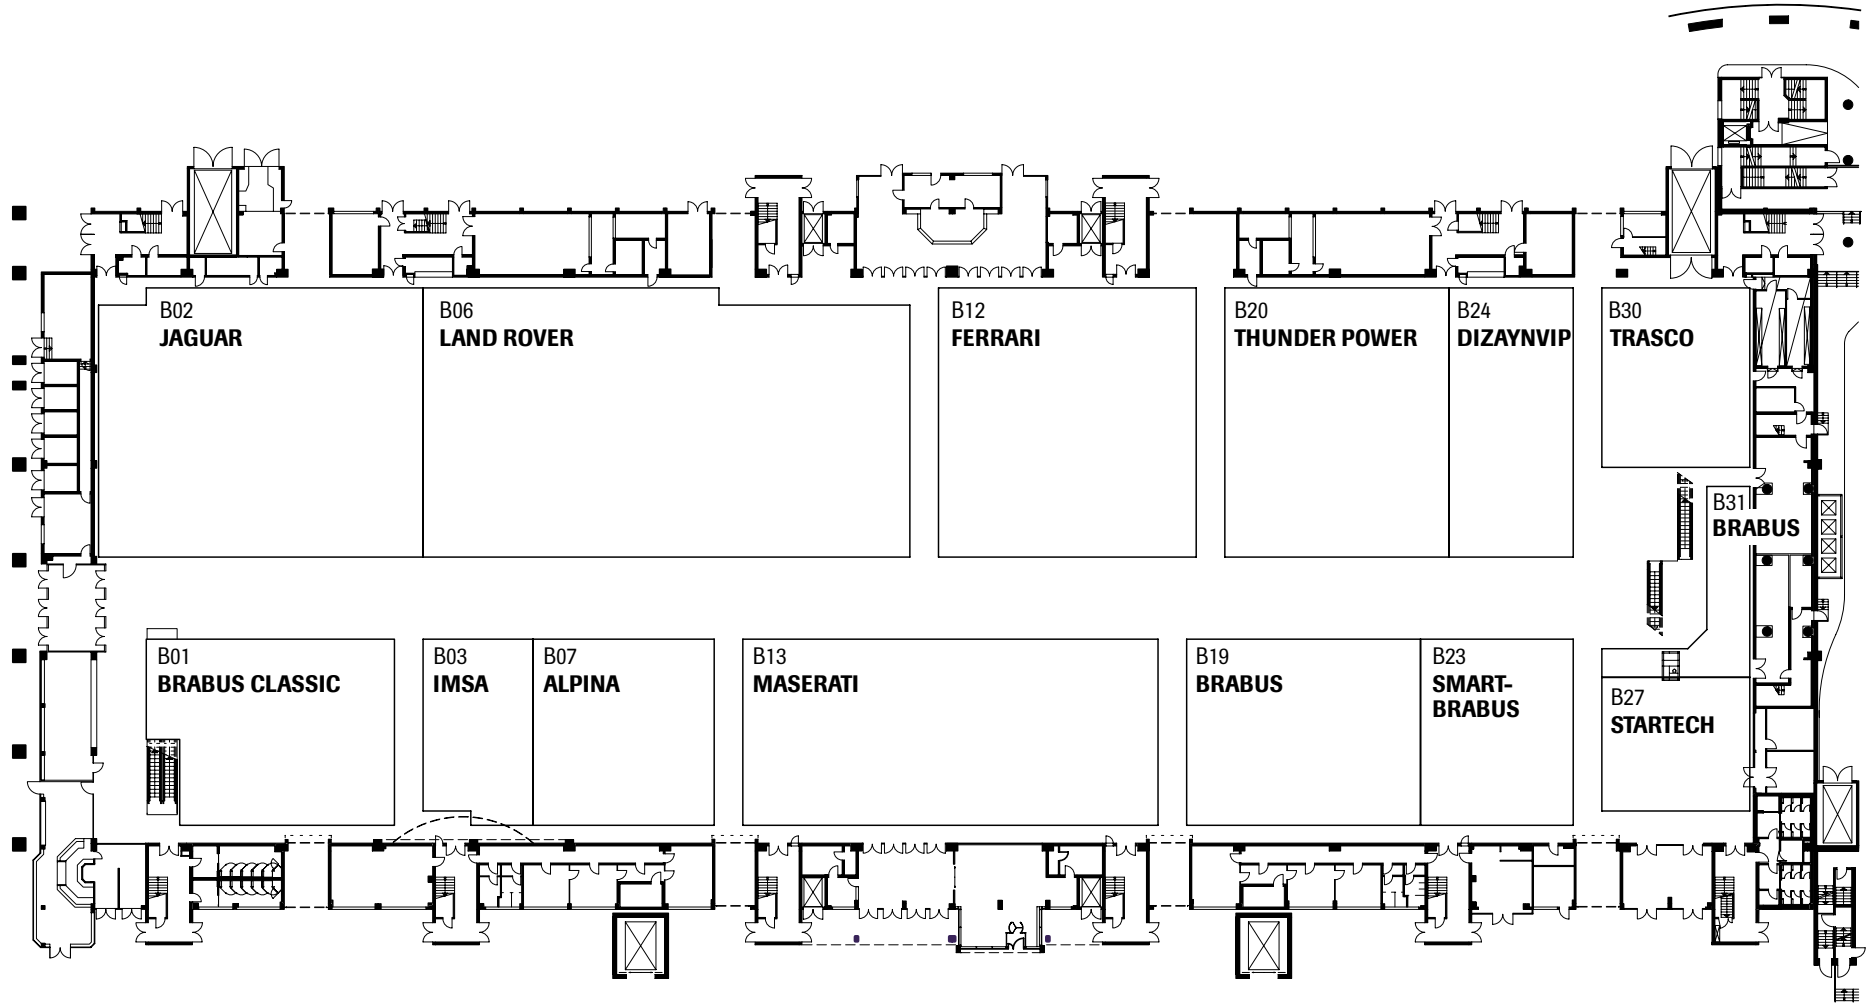 B02
JAGUAR
B06
LAND ROVER
B12
FERRARI
B20
THUNDER POWER
B24
DIZAYNVIP
B30
TRASCO
B31
BRABUS
B01
BRABUS CLASSIC
B03
IMSA
B07
ALPINA
B13
MASERATI
B19
BRABUS
B23
SMART-
BRABUS
B27
STARTECH